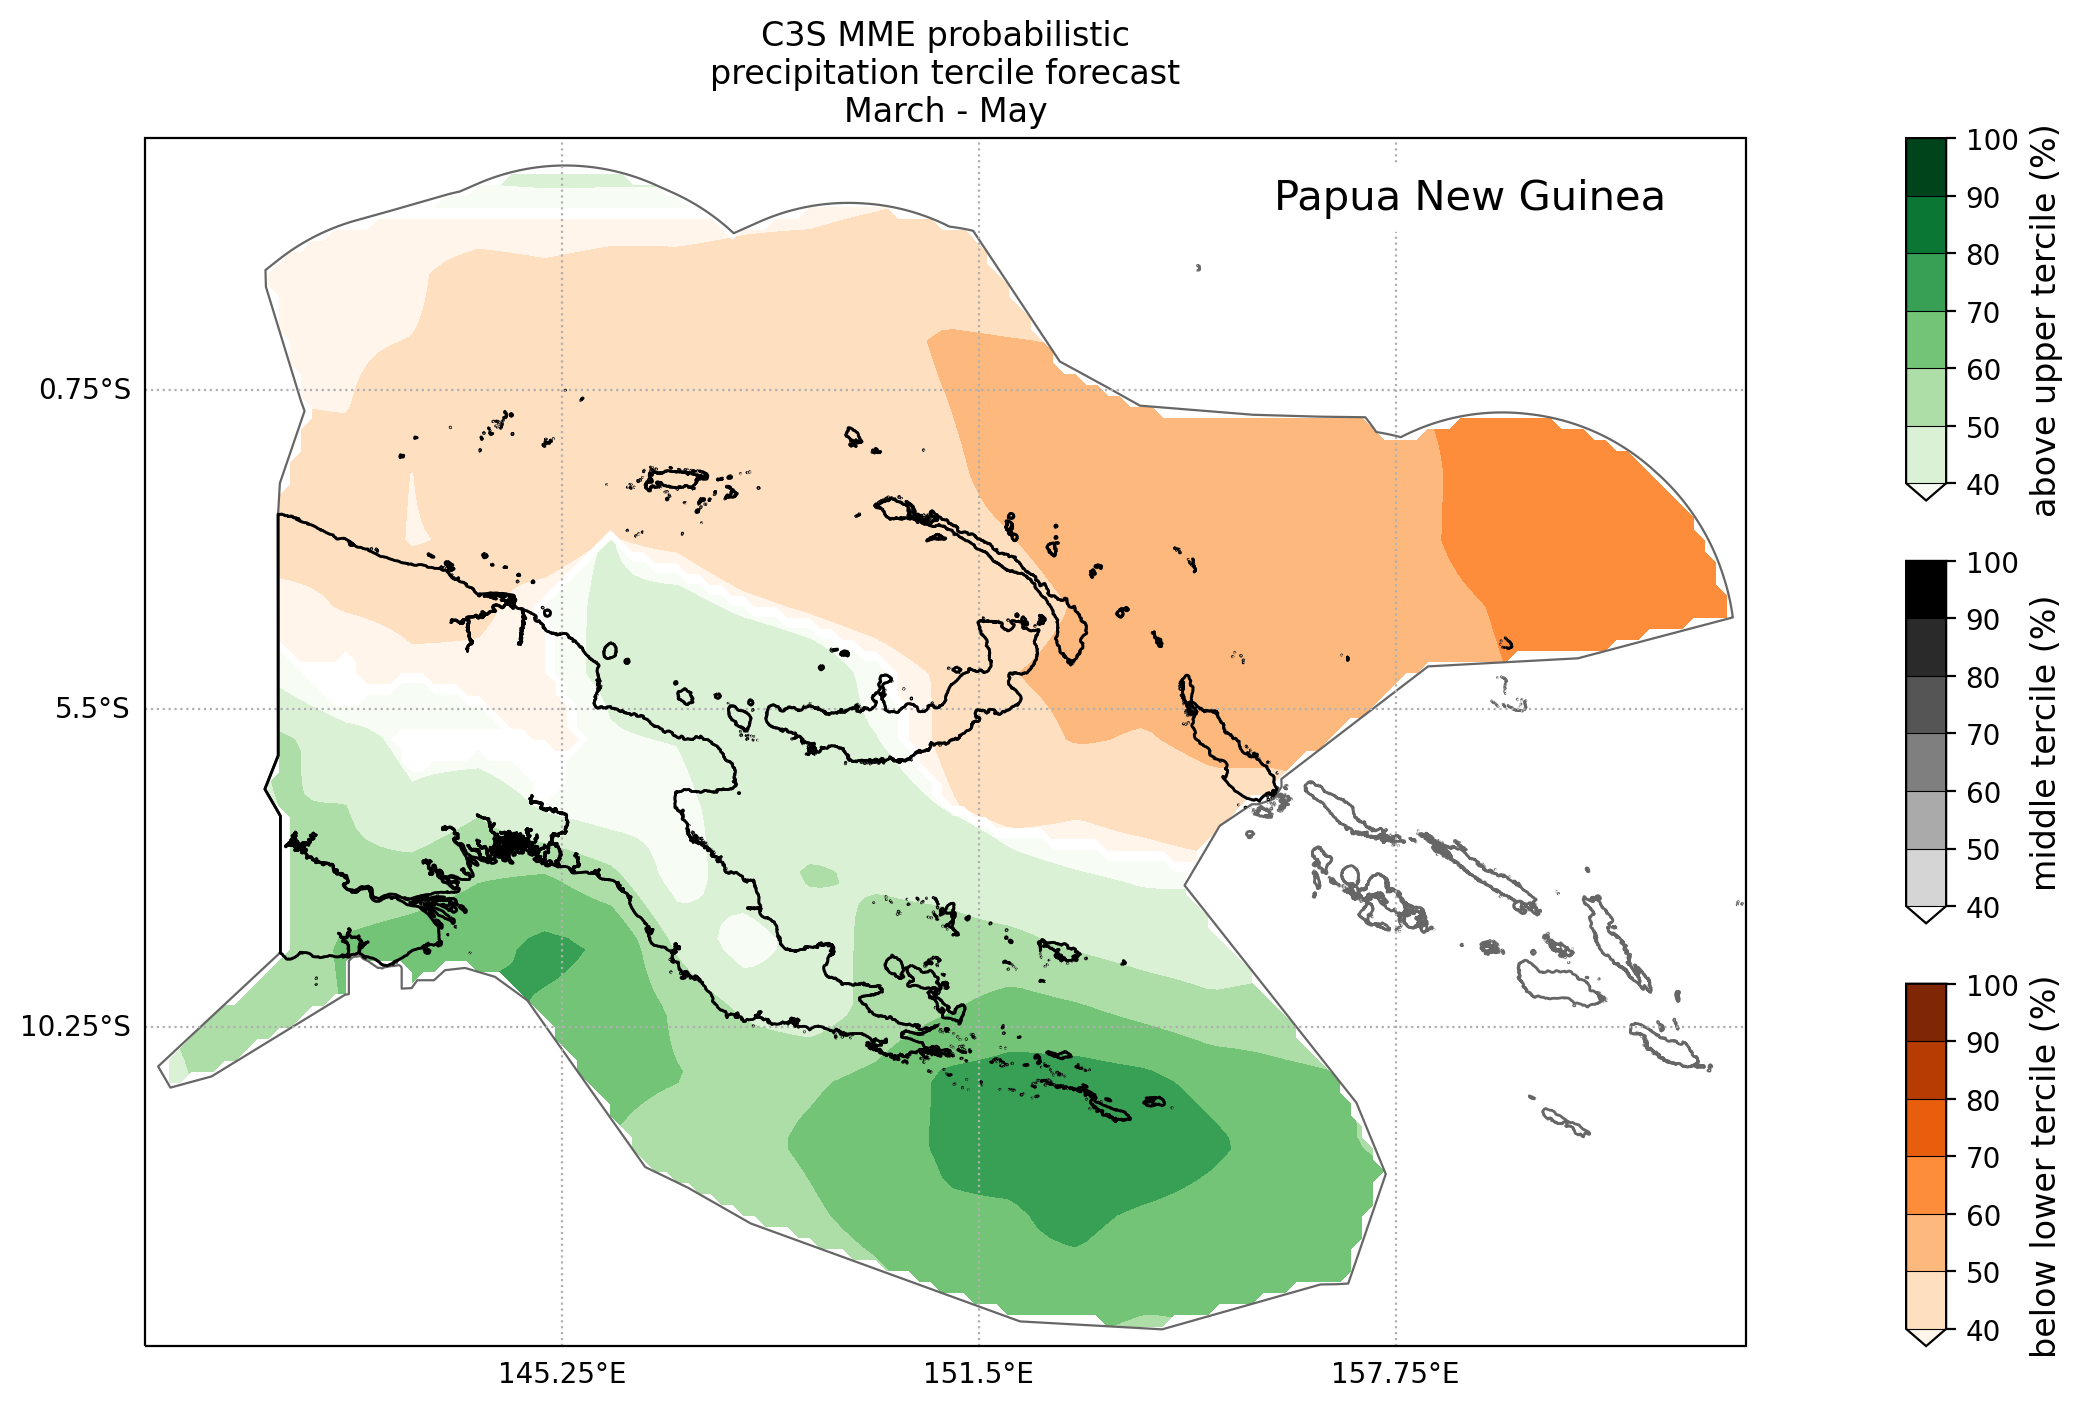 C3S MME probabilistic
precipitation tercile forecast
March - May
Papua New Guinea
0.75°S
5.5°S
10.25°S
145.25°E
151.5°E
157.75°E
100
90
80
70
60
50
40
above upper tercile (%)
100
90
80
70
60
50
40
middle tercile (%)
100
90
80
70
60
50
40
below lower tercile (%)